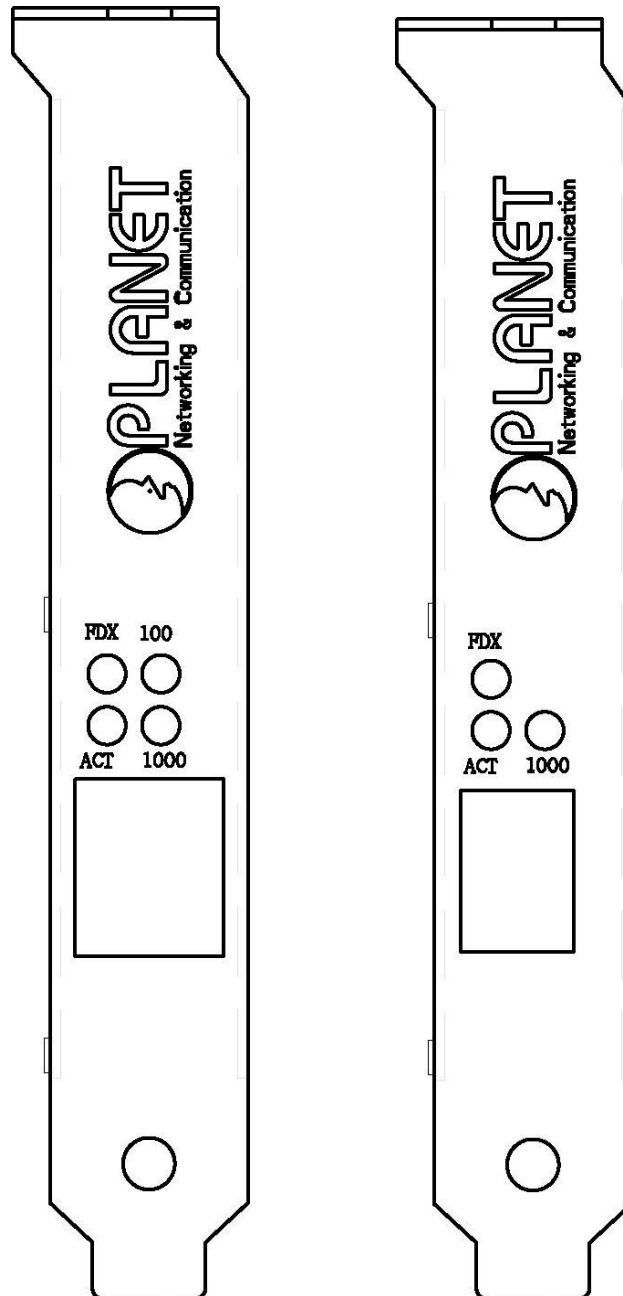 PLANET
Networking & Communication
FDX 100
ACT 1000
PLANET
Networking & Communication
FDX
ACT 1000